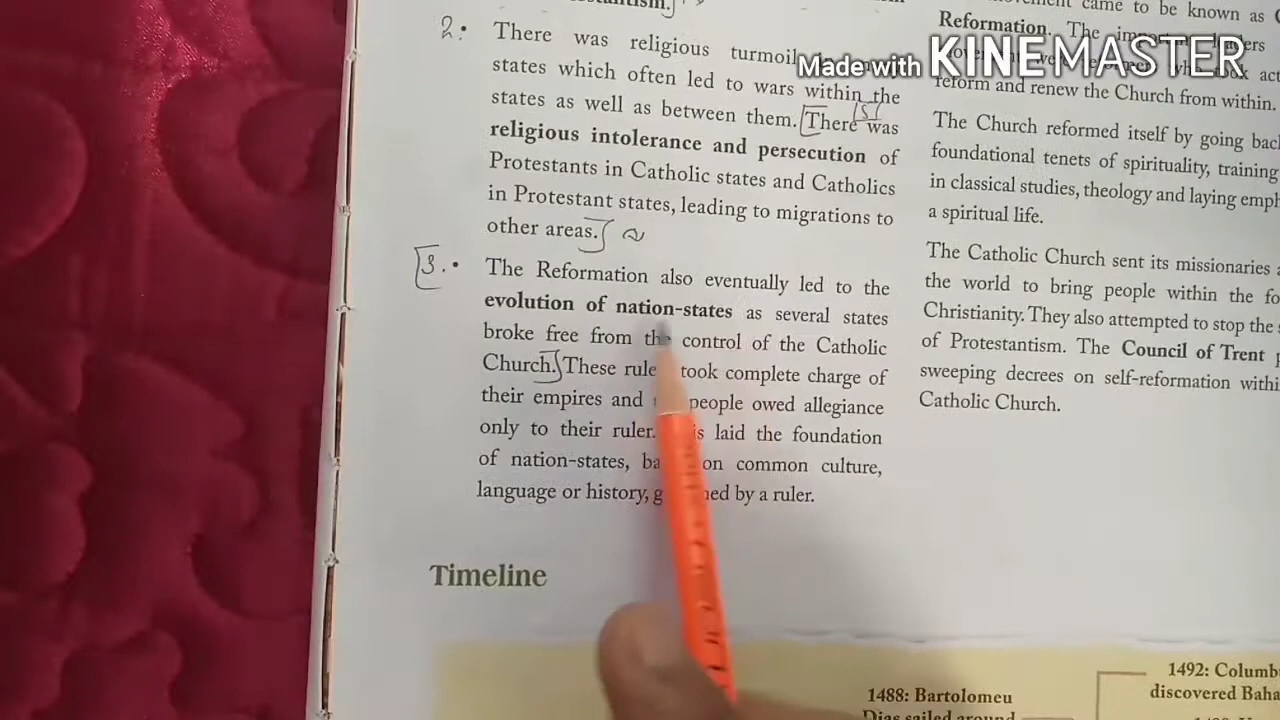 2.
There was religious turmoil
states which often led to wars within the
states as well as between them. There was
religious intolerance and persecution of
Protestants in Catholic states and Catholics
in Protestant states, leading to migrations to
other areas.
3.
The Reformation also eventually led to the
evolution of nation-states as several states
broke free from the control of the Catholic
Church. These took complete charge of
their empires and people owed allegiance
only to their ruler. laid the foundation
of nation-states, on common culture,
language or history, by a ruler.
Timeline
came to be known as
Reformation. The
reform and renew the Church from within.
The Church reformed itself by going
foundational tenets of spirituality, training
in classical studies, theology and laying
a spiritual life.
The Catholic Church sent its missionaries
the world to bring people within the
Christianity. They also attempted to stop the
of Protestantism. The Council of Trent
sweeping decrees on self-reformation
Catholic Church.
1488: Bartolomeu
Dias sailed around
1492:
discovered
Made with KINEMASTER